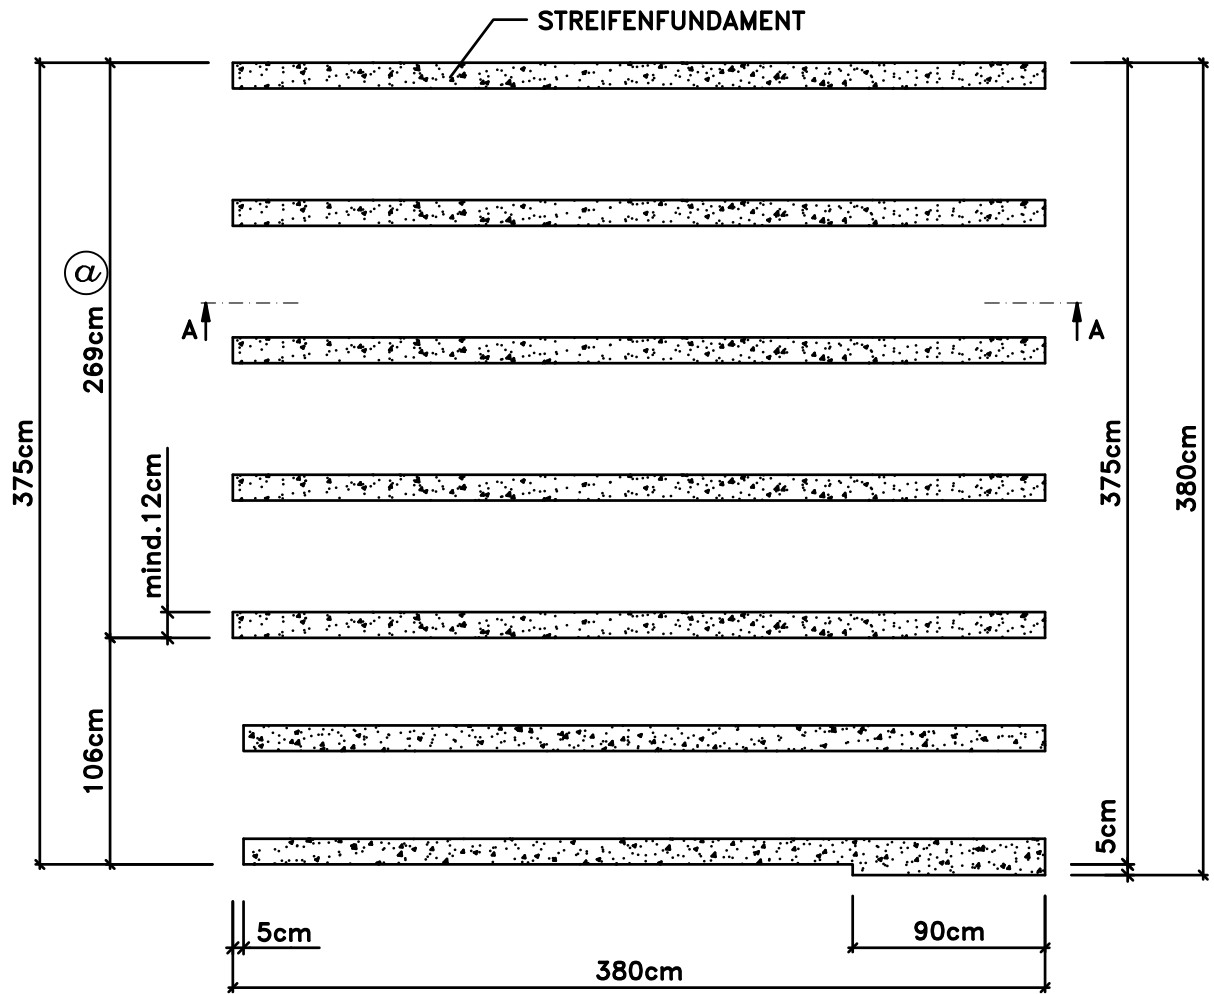 STREIFENFUNDAMENT
a
269cm
A
A
375cm
mind.12cm
375cm
380cm
106cm
5cm
5cm
90cm
380cm